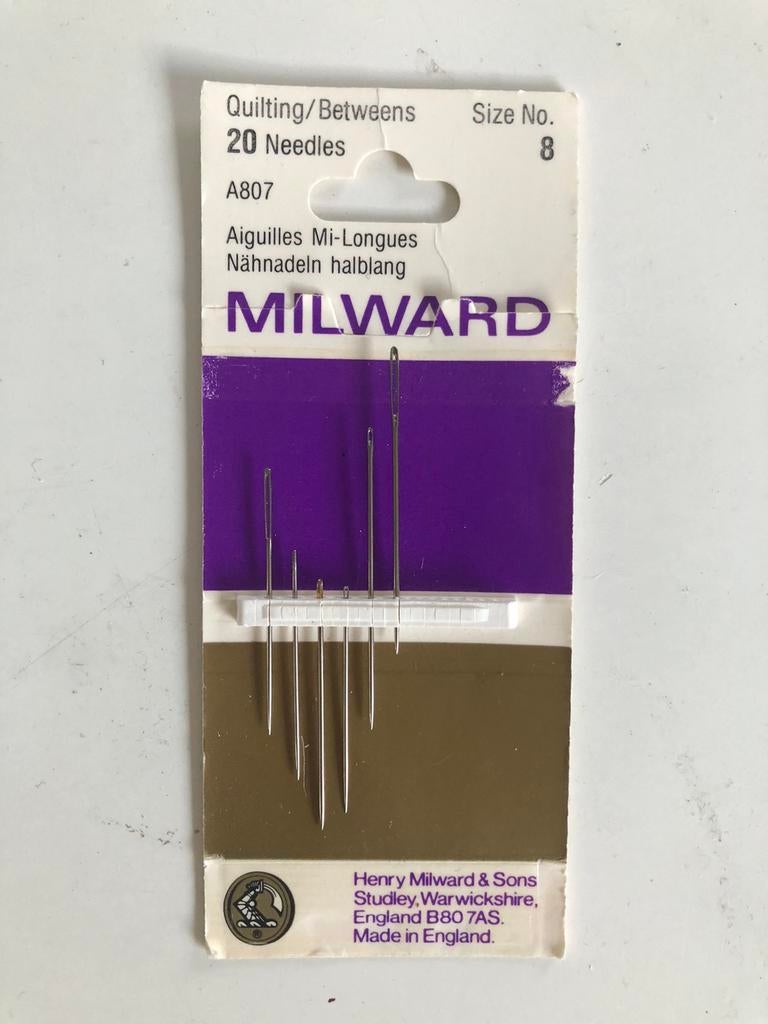 Quilting/Betweens Size No.
20 Needles 8
A807
Aiguilles Mi-Longues
Nähnadeln halblang
MILWARD
Henry Milward & Sons
Studley, Warwickshire,
England B80 7AS.
Made in England.
®